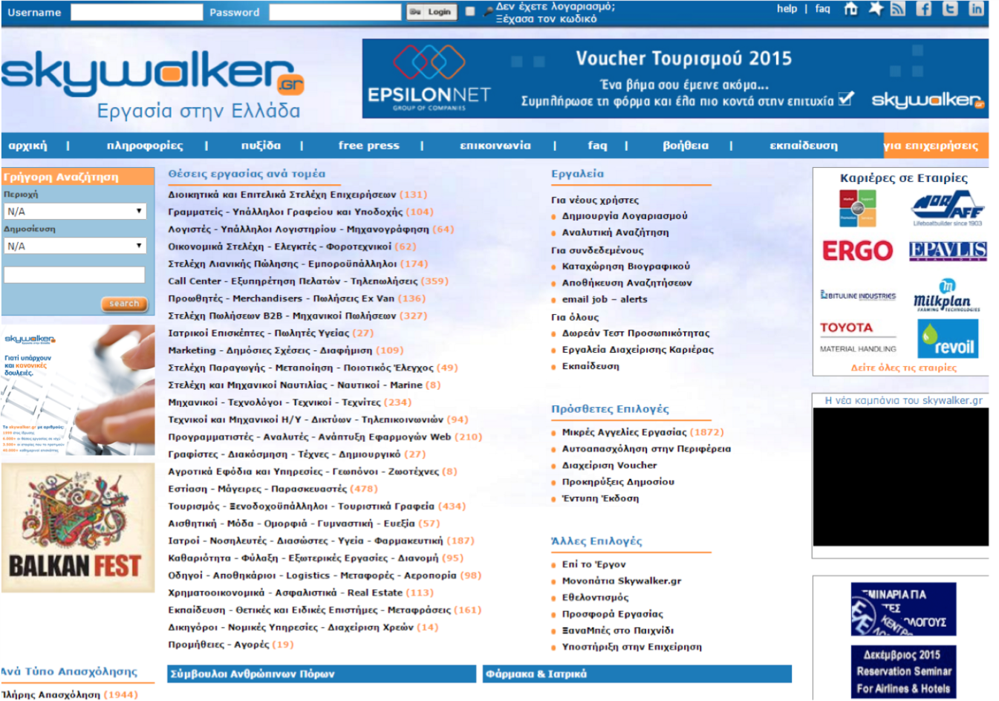 Username Password Login Δεν έχετε λογαριασμό;
Ξέχασα τον κωδικό
help | faq
skywalker.gr
Εργασία στην Ελλάδα
EPSILONNET
GROUP OF COMPANIES
Voucher Τουρισμού 2015
Ένα βήμα σου έμεινε ακόμα...
Συμπλήρωσε τη φόρμα και έλα πιο κοντά στην επιτυχία
skywalker.gr
αρχική | πληροφορίες | πυξίδα | free press | επικοινωνία | faq | βοήθεια | εκπαίδευση για επιχειρήσεις
Γρήγορη Αναζήτηση
Περιοχή
N/A
Δημοσίευση
N/A
search
skywalker.gr
Γιατί υπάρχουν
και κανονικές
δουλειές.
Το skywalker.gr με αριθμούς:
BALKAN FEST
Ανά Τύπο Απασχόλησης
Πλήρης Απασχόληση (1944)
Θέσεις εργασίας ανά τομέα
Διοικητικά και Επιτελικά Στελέχη Επιχειρήσεων (131)
Γραμματείς - Υπάλληλοι Γραφείου και Υποδοχής (104)
Λογιστές - Υπάλληλοι Λογιστηρίου - Μηχανογράφηση (64)
Οικονομικά Στελέχη - Ελεγκτές - Φοροτεχνικοί (62)
Στελέχη Λιανικής Πώλησης - Εμποροϋπάλληλοι (174)
Call Center - Εξυπηρέτηση Πελατών - Τηλεπωλήσεις (359)
Προωθητές - Merchandisers - Πωλήσεις Ex Van (136)
Στελέχη Πωλήσεων B2B - Μηχανικοί Πωλήσεων (327)
Ιατρικοί Επισκέπτες - Πωλητές Υγείας (27)
Marketing - Δημόσιες Σχέσεις - Διαφήμιση (109)
Στελέχη Παραγωγής - Μεταποίηση - Ποιοτικός Έλεγχος (49)
Στελέχη και Μηχανικοί Ναυτιλίας - Ναυτικοί - Marine (8)
Μηχανικοί - Τεχνολόγοι - Τεχνικοί - Τεχνίτες (234)
Τεχνικοί και Μηχανικοί Η/Υ - Δικτύων - Τηλεπικοινωνιών (94)
Προγραμματιστές - Αναλυτές - Ανάπτυξη Εφαρμογών Web (210)
Γραφίστες - Διακόσμηση - Τέχνες - Δημιουργικό (27)
Αγροτικά Εφόδια και Υπηρεσίες - Γεωπόνοι - Ζωοτέχνες (8)
Εστίαση - Μάγειρες - Παρασκευαστές (478)
Τουρισμός - Ξενοδοχοϋπάλληλοι - Τουριστικά Γραφεία (434)
Αισθητική - Μόδα - Ομορφιά - Γυμναστική - Ευεξία (57)
Ιατροί - Νοσηλευτές - Διασώστες - Υγεία - Φαρμακευτική (187)
Καθαριότητα - Φύλαξη - Εξωτερικές Εργασίες - Διανομή (95)
Οδηγοί - Αποθηκάριοι - Logistics - Μεταφορές - Αεροπορία (98)
Χρηματοοικονομικά - Ασφαλιστικά - Real Estate (113)
Εκπαίδευση - Θετικές και Ειδικές Επιστήμες - Μεταφράσεις (161)
Δικηγόροι - Νομικές Υπηρεσίες - Διαχείριση Χρεών (14)
Προμήθειες - Αγορές (19)
Σύμβουλοι Ανθρώπινων Πόρων
Φάρμακα & Ιατρικά
Εργαλεία
Για νέους χρήστες
Δημιουργία Λογαριασμού
Αναλυτική Αναζήτηση
Για συνδεδεμένους
Καταχώρηση Βιογραφικού
Αποθήκευση Αναζητήσεων
email job – alerts
Για όλους
Δωρεάν Τεστ Προσωπικότητας
Εργαλεία Διαχείρισης Καριέρας
Εκπαίδευση
Πρόσθετες Επιλογές
Μικρές Αγγελίες Εργασίας (1872)
Αυτοαπασχόληση στην Περιφέρεια
Διαχείριση Voucher
Προκηρύξεις Δημοσίου
Έντυπη Έκδοση
Άλλες Επιλογές
Επί το Έργον
Μονοπάτια Skywalker.gr
Εθελοντισμός
Προσφορά Εργασίας
ΞαναΜπές στο Παιχνίδι
Υποστήριξη στην Επιχείρηση
Καριέρες σε Εταιρίες
NORSAFE
Lifeboatbuilder since 1903
ERGO EPAVLIS
BITULINE INDUSTRIES
Milkplan
FARMING TECHNOLOGIES
TOYOTA
MATERIAL HANDLING
revoil
Δείτε όλες τις εταιρίες
Η νέα καμπάνια του skywalker.gr
ΕΜΙΝΑΡΙΑ ΓΙΑ
Δεκέμβριος 2015
Reservation Seminar
For Airlines & Hotels